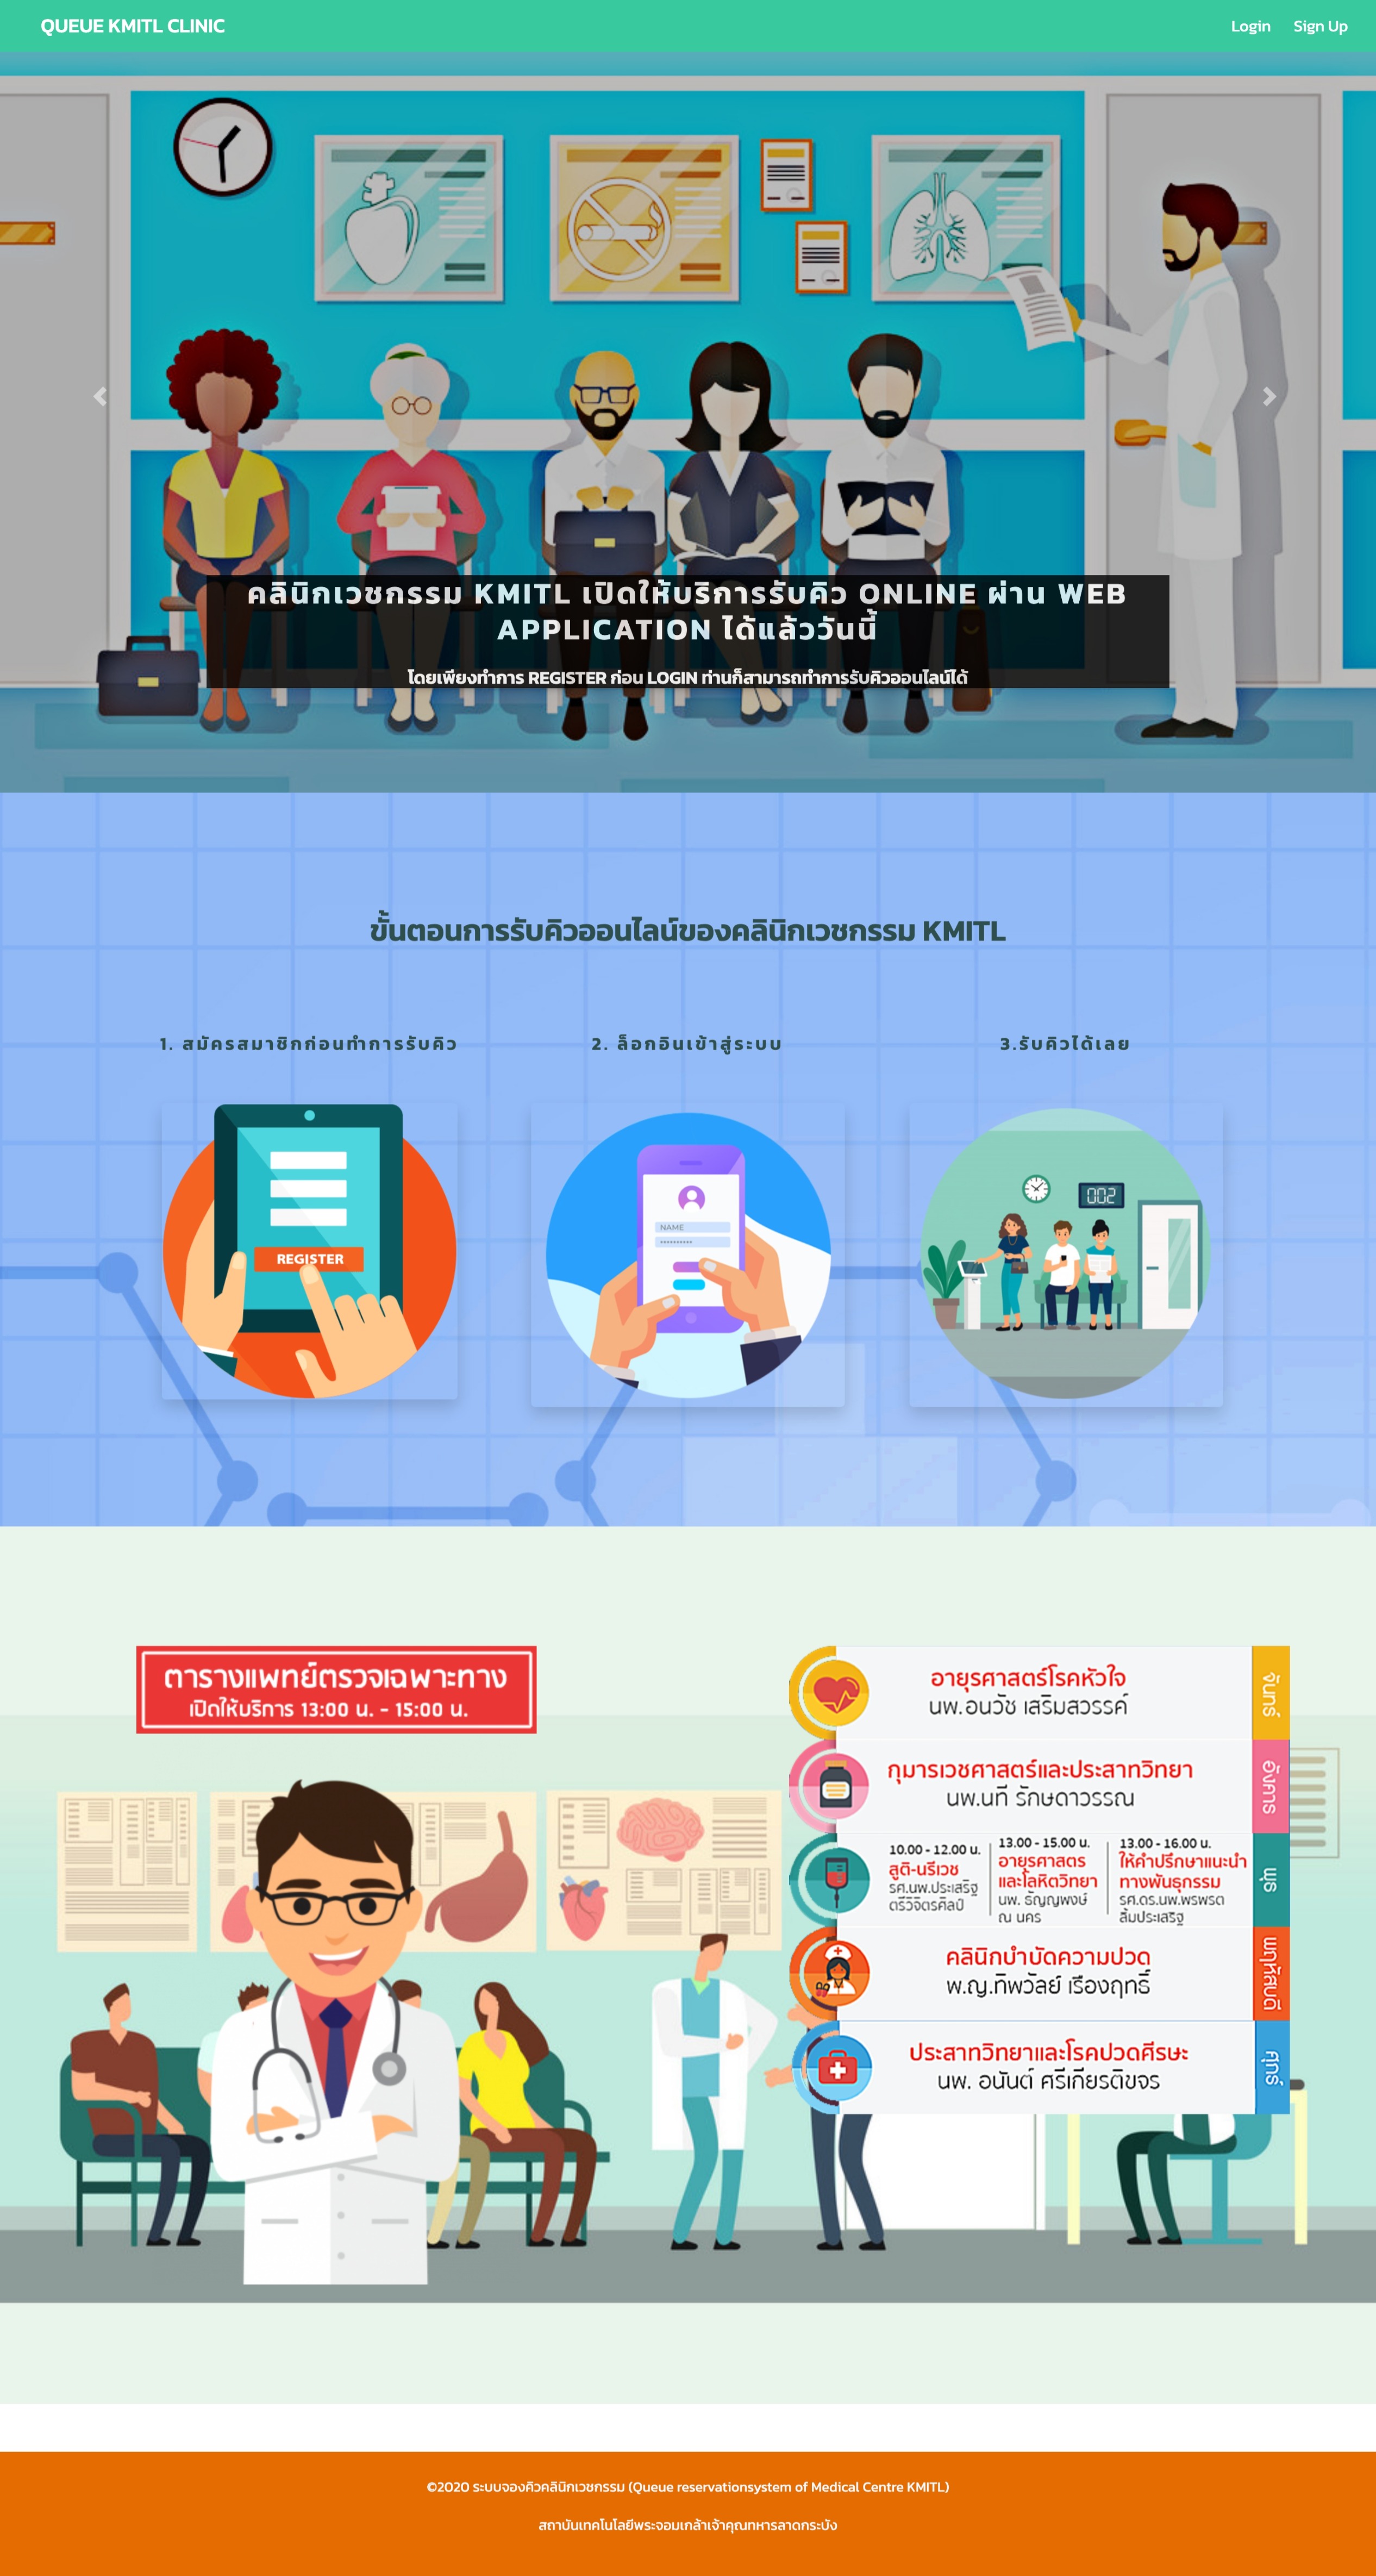 QUEUE KMITL CLINIC
Login
Sign Up
คลินิกเวชกรรม KMITL เปิดให้บริการรับคิว ONLINE ผ่าน WEB
APPLICATION ได้แล้ววันนี้
โดยเพียงทำการ REGISTER ก่อน LOGIN ท่านก็สามารถทำการรับคิวออนไลน์ได้
ขั้นตอนการรับคิวออนไลน์ของคลินิกเวชกรรม KMITL
1. สมัครสมาชิกก่อนทำการรับคิว
2. ล็อกอินเข้าสู่ระบบ
3.รับคิวได้เลย
REGISTER
NAME
002
ตารางแพทย์ตรวจเฉพาะทาง
เปิดให้บริการ 13:00 น. - 15:00 น.
อายุรศาสตร์โรคหัวใจ
นพ.อนวัช เสริมสวรรค์
จันทร์
กุมารเวชศาสตร์และประสาทวิทยา
นพ.นที รักษดาวรรณ
อังคาร
10.00 - 12.00 น.
สูติ-นรีเวช
รศ.นพ.ประเสริฐ
ตรีวิจิตรศิลป์
13.00 - 15.00 น.
อายุรศาสตร
และโลหิตวิทยา
นพ. ธัญญพงษ์
ณ นคร
13.00 - 16.00 น.
ให้คำปรึกษาแนะนำ
ทางพันธุกรรม
รศ.ดร.นพ.พรพรต
ลิ้มประเสริฐ
พุธ
คลินิกบำบัดความปวด
พ.ญ.ทิพวัลย์ เรืองฤทธิ์
พฤหัสบดี
ประสาทวิทยาและโรคปวดศีรษะ
นพ. อนันต์ ศรีเกียรติขจร
ศุกร์
©2020 ระบบจองคิวคลินิกเวชกรรม (Queue reservationsystem of Medical Centre KMITL)
สถาบันเทคโนโลยีพระจอมเกล้าเจ้าคุณทหารลาดกระบัง